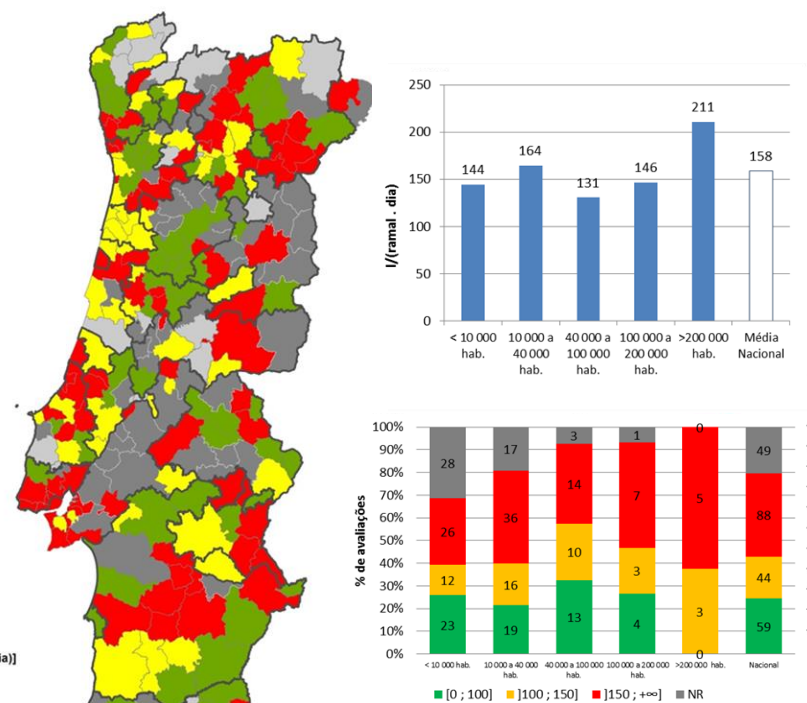 250
200
150
100
50
0
l/(ramal . dia)
144
164
131
146
211
158
< 10 000
hab.
10 000 a
40 000
hab.
40 000 a
100 000
hab.
100 000 a
200 000
hab.
>200 000
hab.
Média
Nacional
100%
90%
80%
70%
60%
50%
40%
30%
20%
10%
0%
% de avaliações
28
26
12
23
17
36
16
19
3
14
10
13
1
7
3
4
0
5
3
0
49
88
44
59
< 10 000 hab.
10 000 a 40 000
hab.
40 000 a 100 000
hab.
100 000 a 200 000
hab.
>200 000 hab.
Nacional
[0 ; 100]
]100 ; 150]
]150 ; +∞]
NR
ia)]